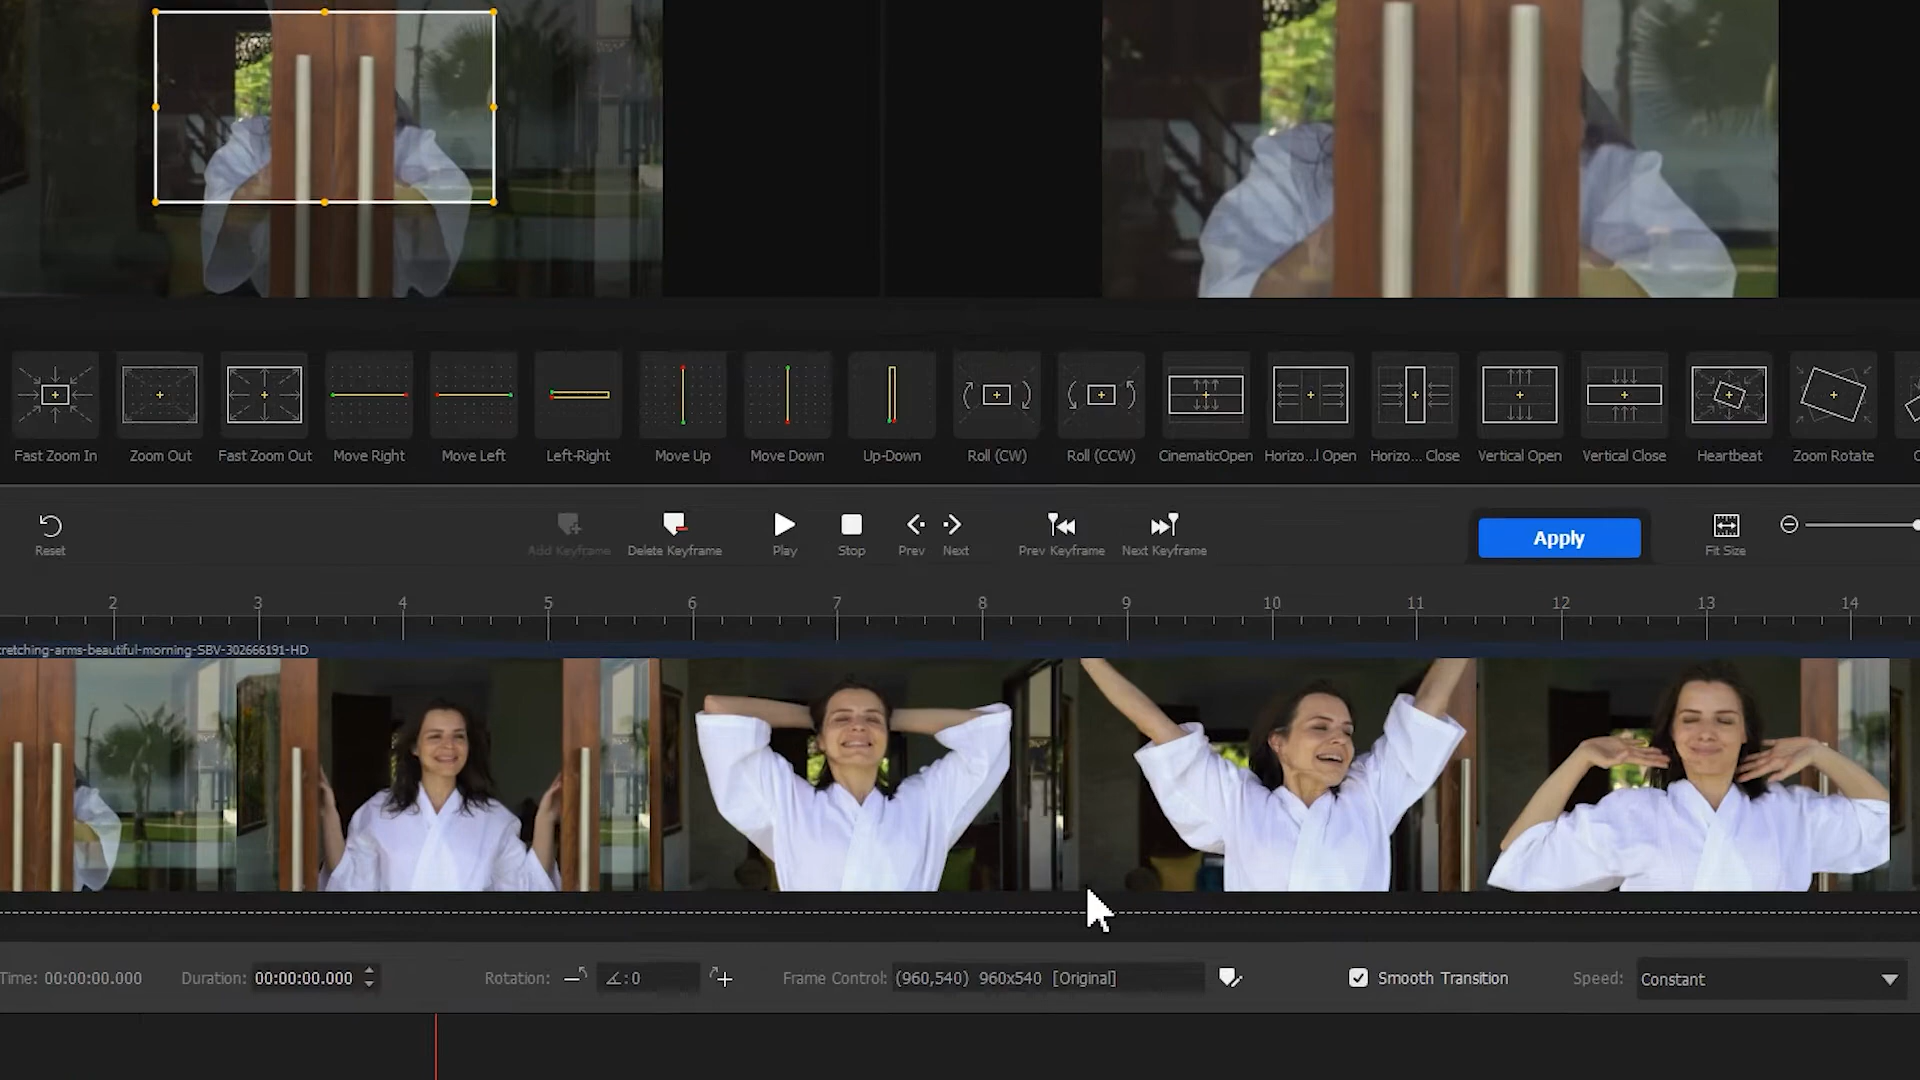 Fast Zoom In
Zoom Out
Fast Zoom Out
Move Right
Move Left
Left-Right
Move Up
Move Down
Up-Down
Roll (CW)
Roll (CCW)
CinematicOpen
Horizo...l Open
Horizo... Close
Vertical Open
Vertical Close
Heartbeat
Zoom Rotate
Reset
Add Keyframe
Delete Keyframe
Play
Stop
Prev
Next
Prev Keyframe
Next Keyframe
Apply
Fit Size
2 3 4 5 6 7 8 9 10 11 12 13 14
retching-arms-beautiful-morning-SBV-302666191-HD
Time: 00:00:00.000 Duration: 00:00:00.000 Rotation: ∠:0 Frame Control: (960,540) 960x540 [Original] Smooth Transition Speed: Constant